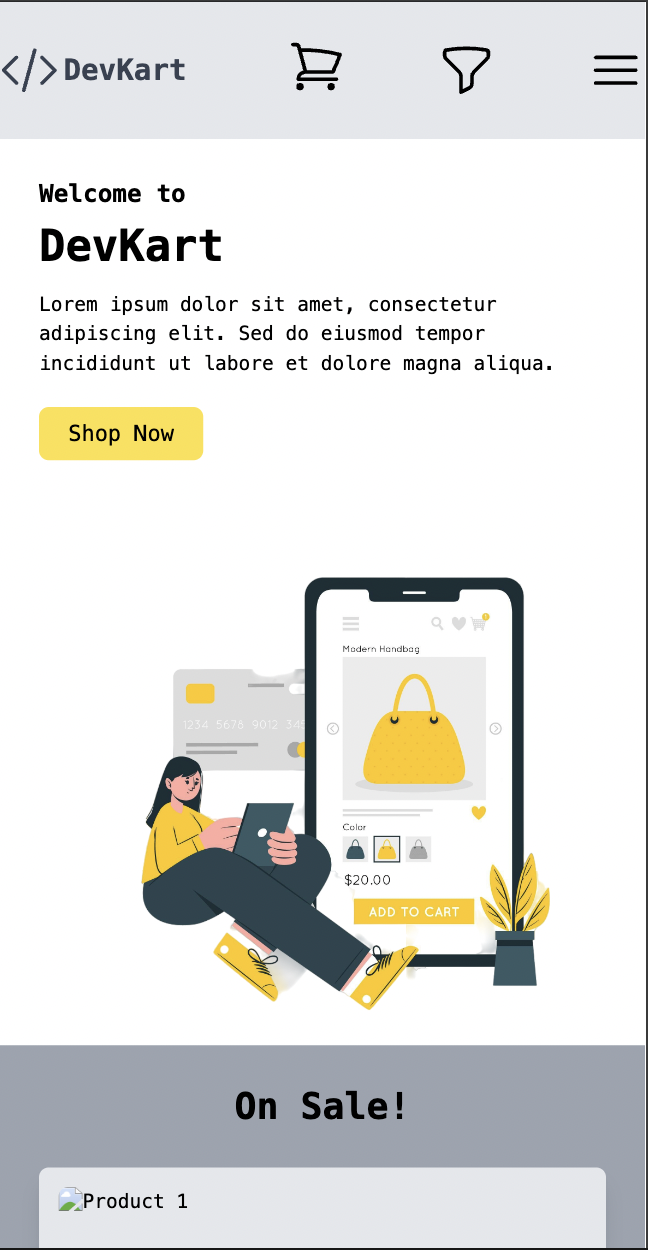 </> DevKart
Welcome to
DevKart
Lorem ipsum dolor sit amet, consectetur
adipiscing elit. Sed do eiusmod tempor
incididunt ut labore et dolore magna aliqua.
Shop Now
Modern Handbag
1234 5678 9012 345
Color
$20.00
ADD TO CART
On Sale!
Product 1